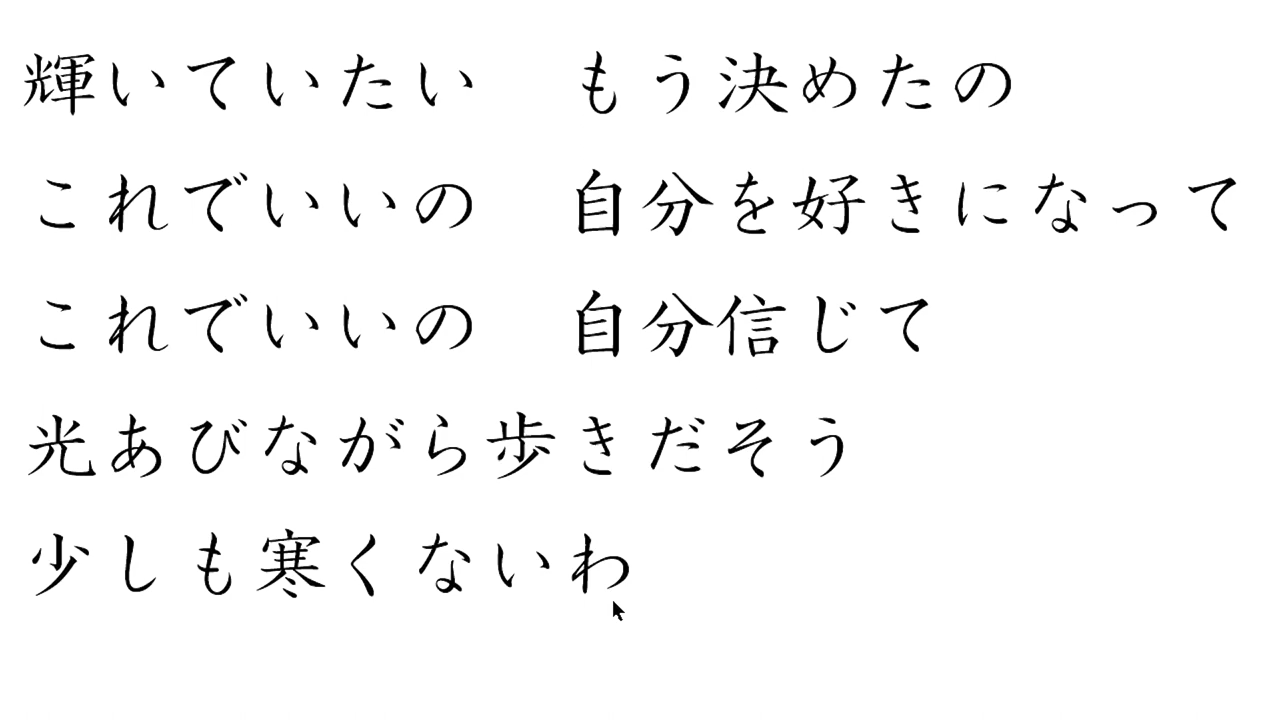 輝いていたい　もう決めたの
これでいいの　自分を好きになって
これでいいの　自分信じて
光あびながら歩きだそう
少しも寒くないわ